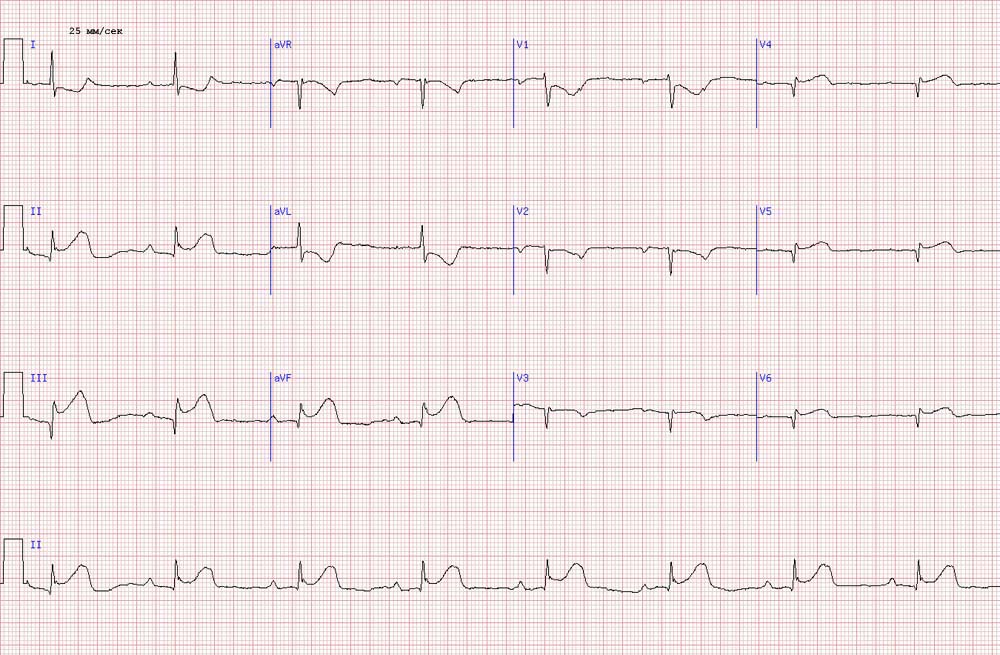 25 мм/сек
I aVR V1 V4
II aVL V2 V5
III aVF V3 V6
II